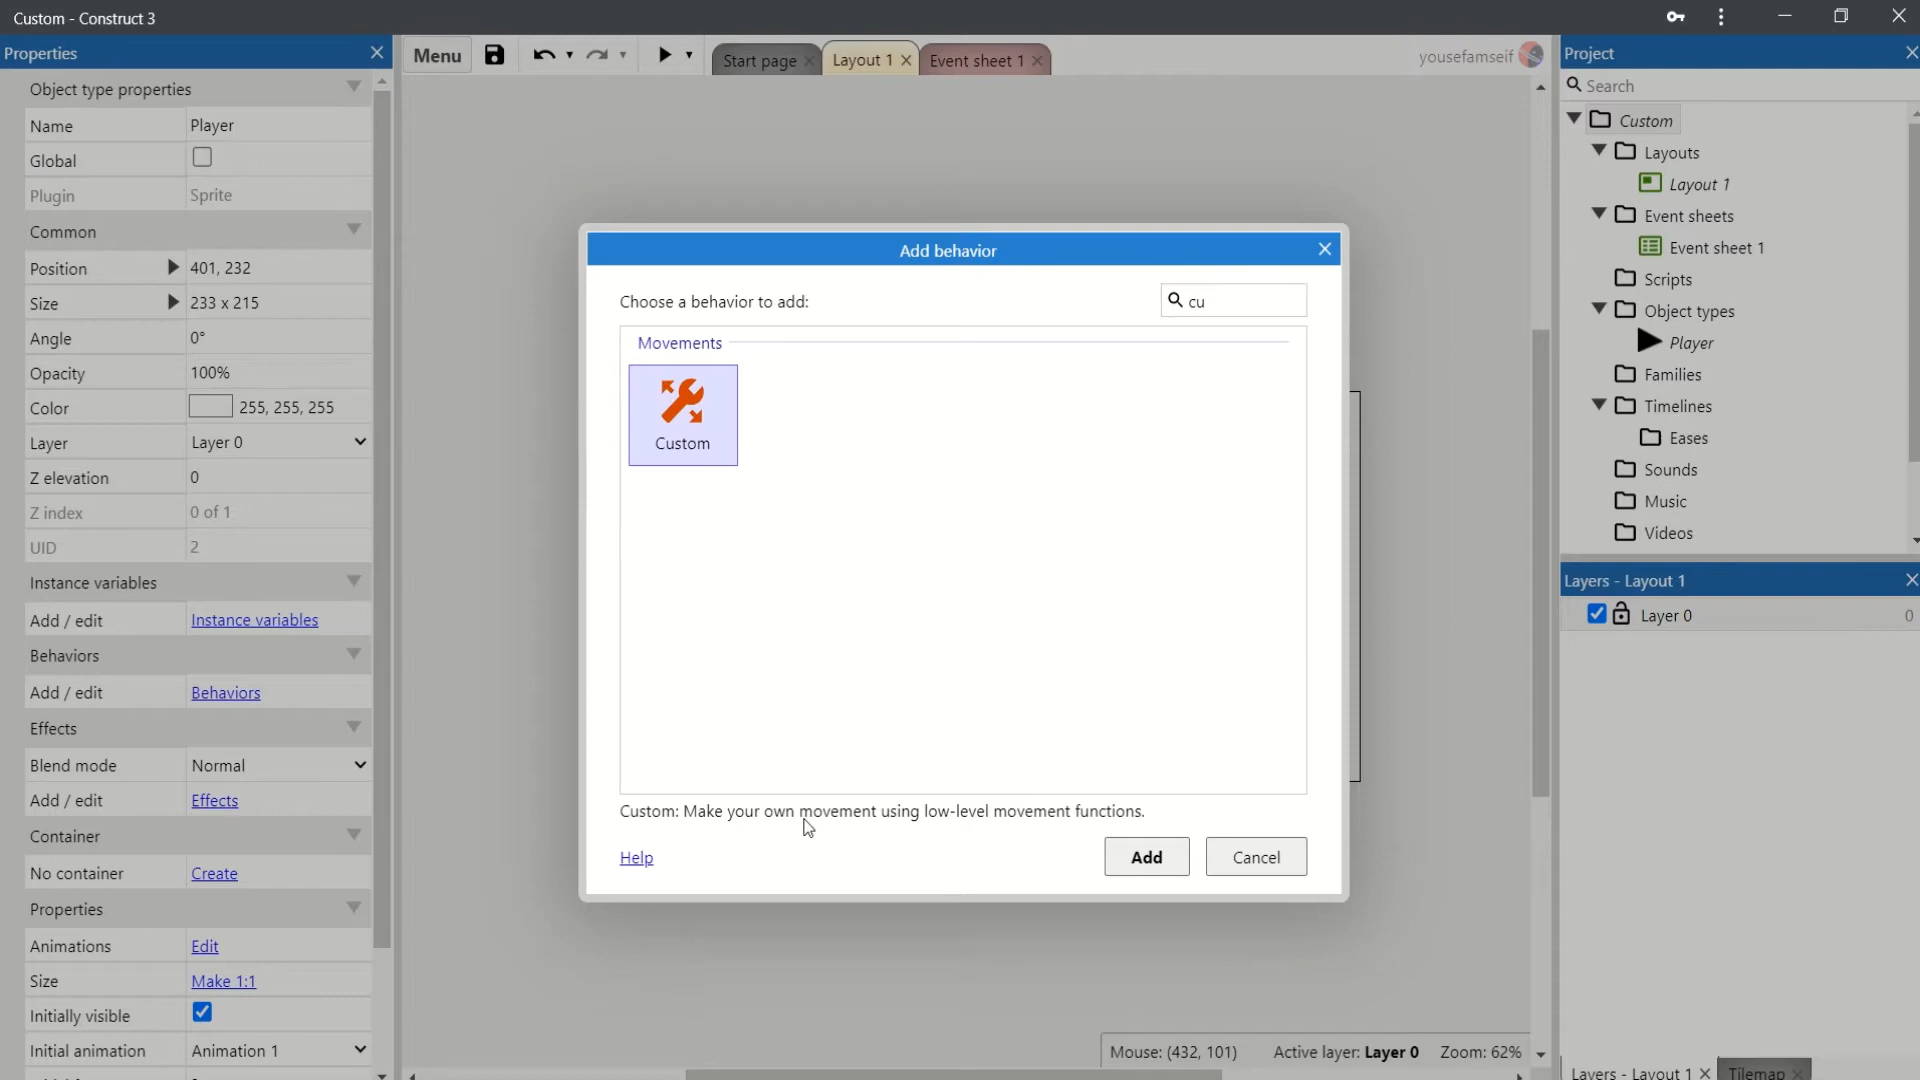 Custom - Construct 3
Properties
Object type properties
Name Player
Global
Plugin Sprite
Common
Position 401, 232
Size 233 x 215
Angle 0°
Opacity 100%
Color 255, 255, 255
Layer Layer 0
Z elevation 0
Z index 0 of 1
UID 2
Instance variables
Add / edit Instance variables
Behaviors
Add / edit Behaviors
Effects
Blend mode Normal
Add / edit Effects
Container
No container Create
Properties
Animations Edit
Size Make 1:1
Initially visible
Initial animation Animation 1
Menu
Start page
Layout 1
Event sheet 1
yousefamseif
Add behavior
Choose a behavior to add:
cu
Movements
Custom
Custom: Make your own movement using low-level movement functions.
Help
Add
Cancel
Mouse: (432, 101) Active layer: Layer 0 Zoom: 62%
Project
Search
Custom
Layouts
Layout 1
Event sheets
Event sheet 1
Scripts
Object types
Player
Families
Timelines
Eases
Sounds
Music
Videos
Layers - Layout 1
Layer 0 0
Layers - Layout 1
Tilemap